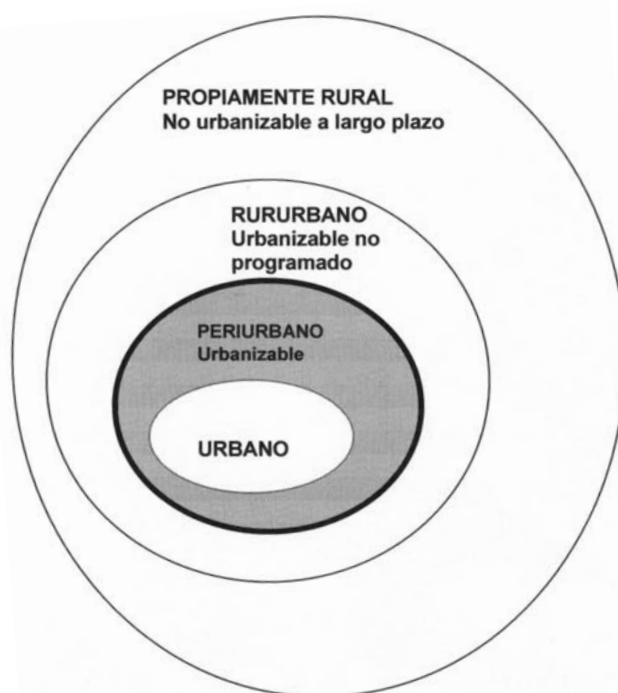 PROPIAMENTE RURAL
No urbanizable a largo plazo
RURURBANO
Urbanizable no
programado
PERIURBANO
Urbanizable
URBANO